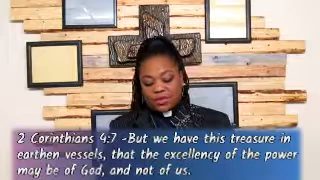 2 Corinthians 4:7 -But we have this treasure in
earthen vessels, that the excellency of the power
may be of God, and not of us.